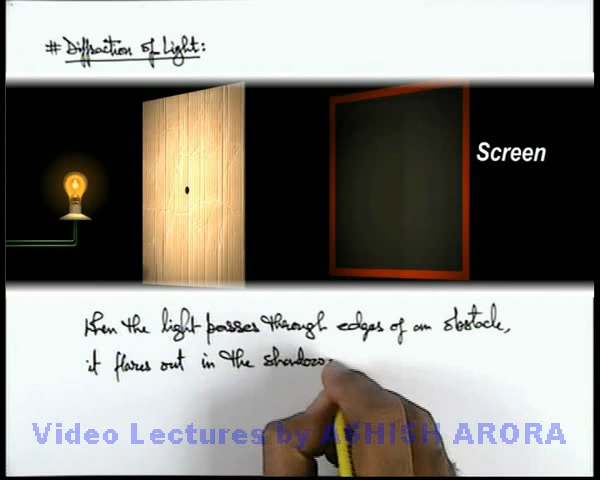 # Diffraction of Light:
Screen
When the light passes through edges of an obstacle,
it flares out in the shadow
Video Lectures by ASHISH ARORA